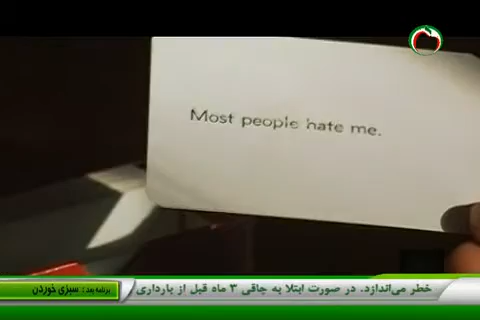 Most people hate me.
خطر می‌اندازد. در صورت ابتلا به چاقی ۳ ماه قبل از بارداری
برنامه بعد: سبزی خوردن